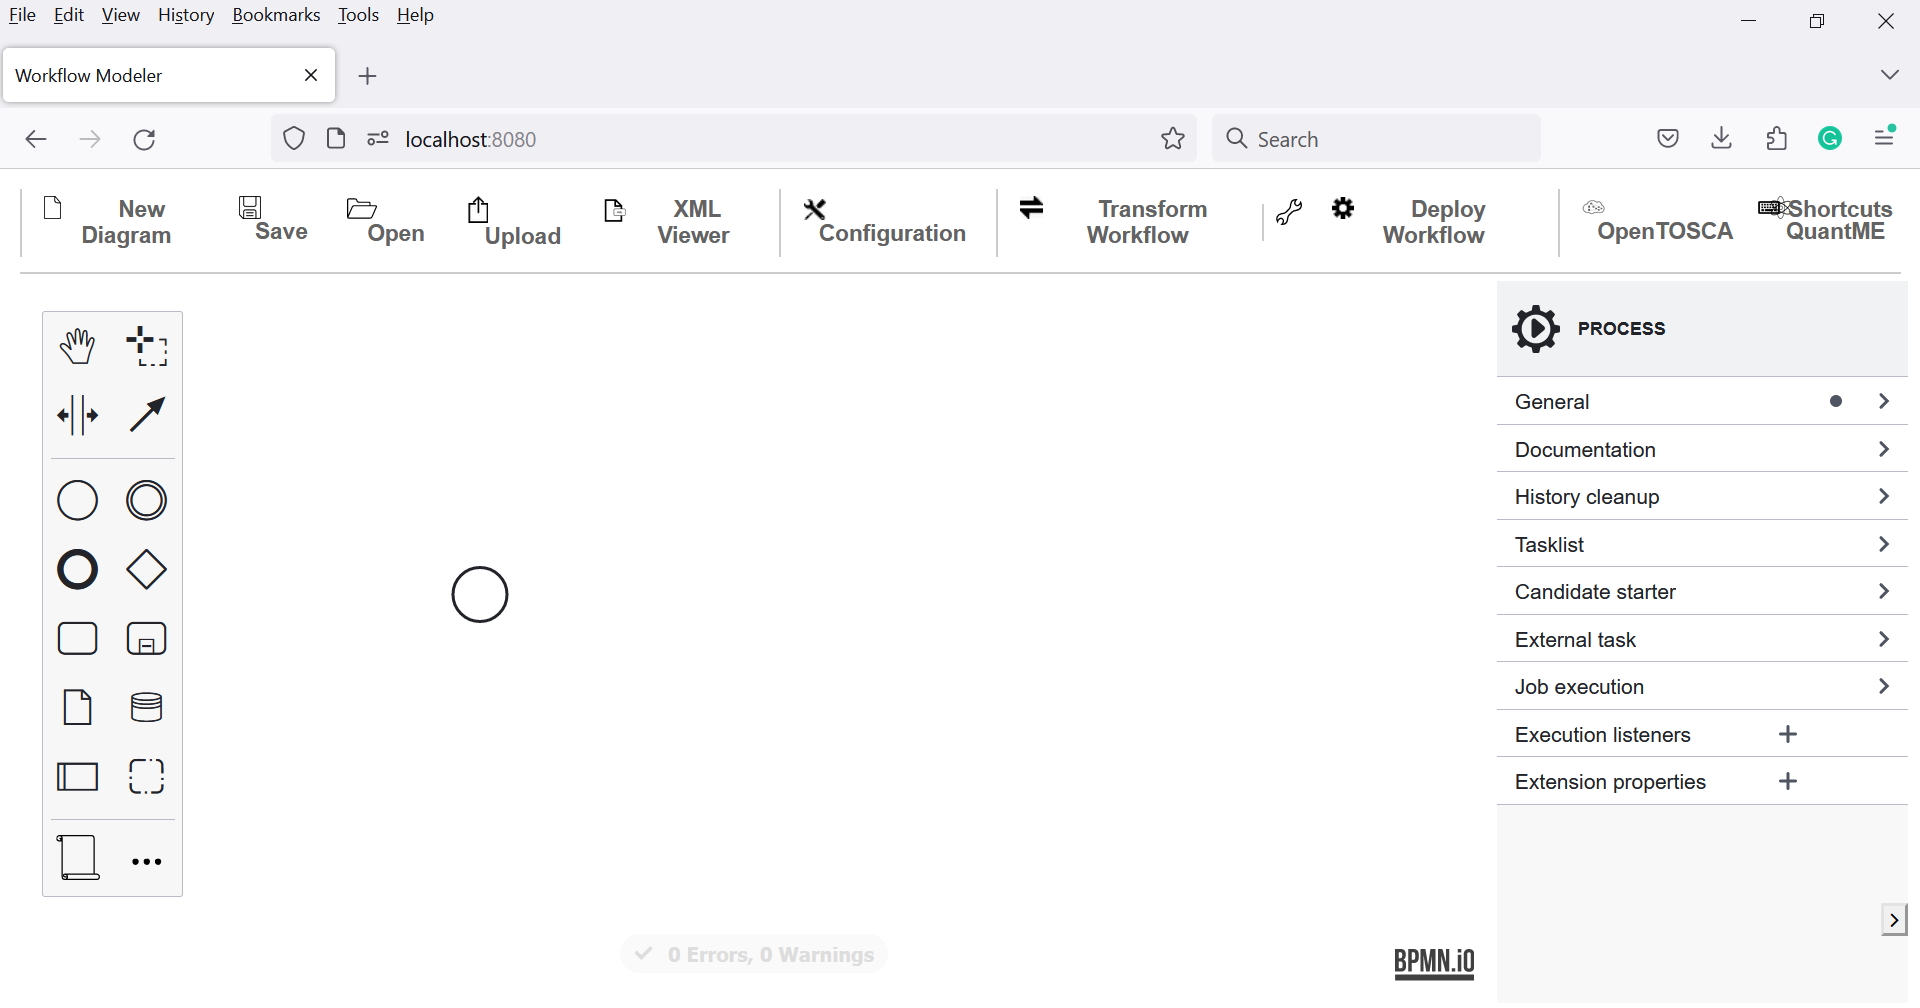 File Edit View History Bookmarks Tools Help
Workflow Modeler
localhost:8080
Search
New
Diagram
Save
Open
Upload
XML
Viewer
Configuration
Transform
Workflow
Deploy
Workflow
OpenTOSCA
Shortcuts
QuantME
PROCESS
General
Documentation
History cleanup
Tasklist
Candidate starter
External task
Job execution
Execution listeners
Extension properties
0 Errors, 0 Warnings
BPMN.iO